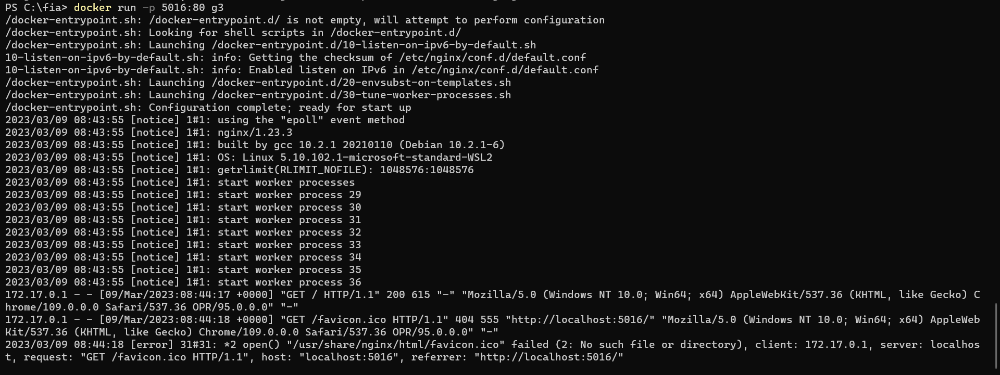 PS C:\fia> docker run -p 5016:80 g3
/docker-entrypoint.sh: /docker-entrypoint.d/ is not empty, will attempt to perform configuration
/docker-entrypoint.sh: Looking for shell scripts in /docker-entrypoint.d/
/docker-entrypoint.sh: Launching /docker-entrypoint.d/10-listen-on-ipv6-by-default.sh
10-listen-on-ipv6-by-default.sh: info: Getting the checksum of /etc/nginx/conf.d/default.conf
10-listen-on-ipv6-by-default.sh: info: Enabled listen on IPv6 in /etc/nginx/conf.d/default.conf
/docker-entrypoint.sh: Launching /docker-entrypoint.d/20-envsubst-on-templates.sh
/docker-entrypoint.sh: Launching /docker-entrypoint.d/30-tune-worker-processes.sh
/docker-entrypoint.sh: Configuration complete; ready for start up
2023/03/09 08:43:55 [notice] 1#1: using the "epoll" event method
2023/03/09 08:43:55 [notice] 1#1: nginx/1.23.3
2023/03/09 08:43:55 [notice] 1#1: built by gcc 10.2.1 20210110 (Debian 10.2.1-6)
2023/03/09 08:43:55 [notice] 1#1: OS: Linux 5.10.102.1-microsoft-standard-WSL2
2023/03/09 08:43:55 [notice] 1#1: getrlimit(RLIMIT_NOFILE): 1048576:1048576
2023/03/09 08:43:55 [notice] 1#1: start worker processes
2023/03/09 08:43:55 [notice] 1#1: start worker process 29
2023/03/09 08:43:55 [notice] 1#1: start worker process 30
2023/03/09 08:43:55 [notice] 1#1: start worker process 31
2023/03/09 08:43:55 [notice] 1#1: start worker process 32
2023/03/09 08:43:55 [notice] 1#1: start worker process 33
2023/03/09 08:43:55 [notice] 1#1: start worker process 34
2023/03/09 08:43:55 [notice] 1#1: start worker process 35
2023/03/09 08:43:55 [notice] 1#1: start worker process 36
172.17.0.1 - - [09/Mar/2023:08:44:17 +0000] "GET / HTTP/1.1" 200 615 "-" "Mozilla/5.0 (Windows NT 10.0; Win64; x64) AppleWebKit/537.36 (KHTML, like Gecko) C
hrome/109.0.0.0 Safari/537.36 OPR/95.0.0.0" "-"
172.17.0.1 - - [09/Mar/2023:08:44:18 +0000] "GET /favicon.ico HTTP/1.1" 404 555 "http://localhost:5016/" "Mozilla/5.0 (Windows NT 10.0; Win64; x64) AppleWeb
Kit/537.36 (KHTML, like Gecko) Chrome/109.0.0.0 Safari/537.36 OPR/95.0.0.0" "-"
2023/03/09 08:44:18 [error] 31#31: *2 open() "/usr/share/nginx/html/favicon.ico" failed (2: No such file or directory), client: 172.17.0.1, server: localhos
t, request: "GET /favicon.ico HTTP/1.1", host: "localhost:5016", referrer: "http://localhost:5016/"